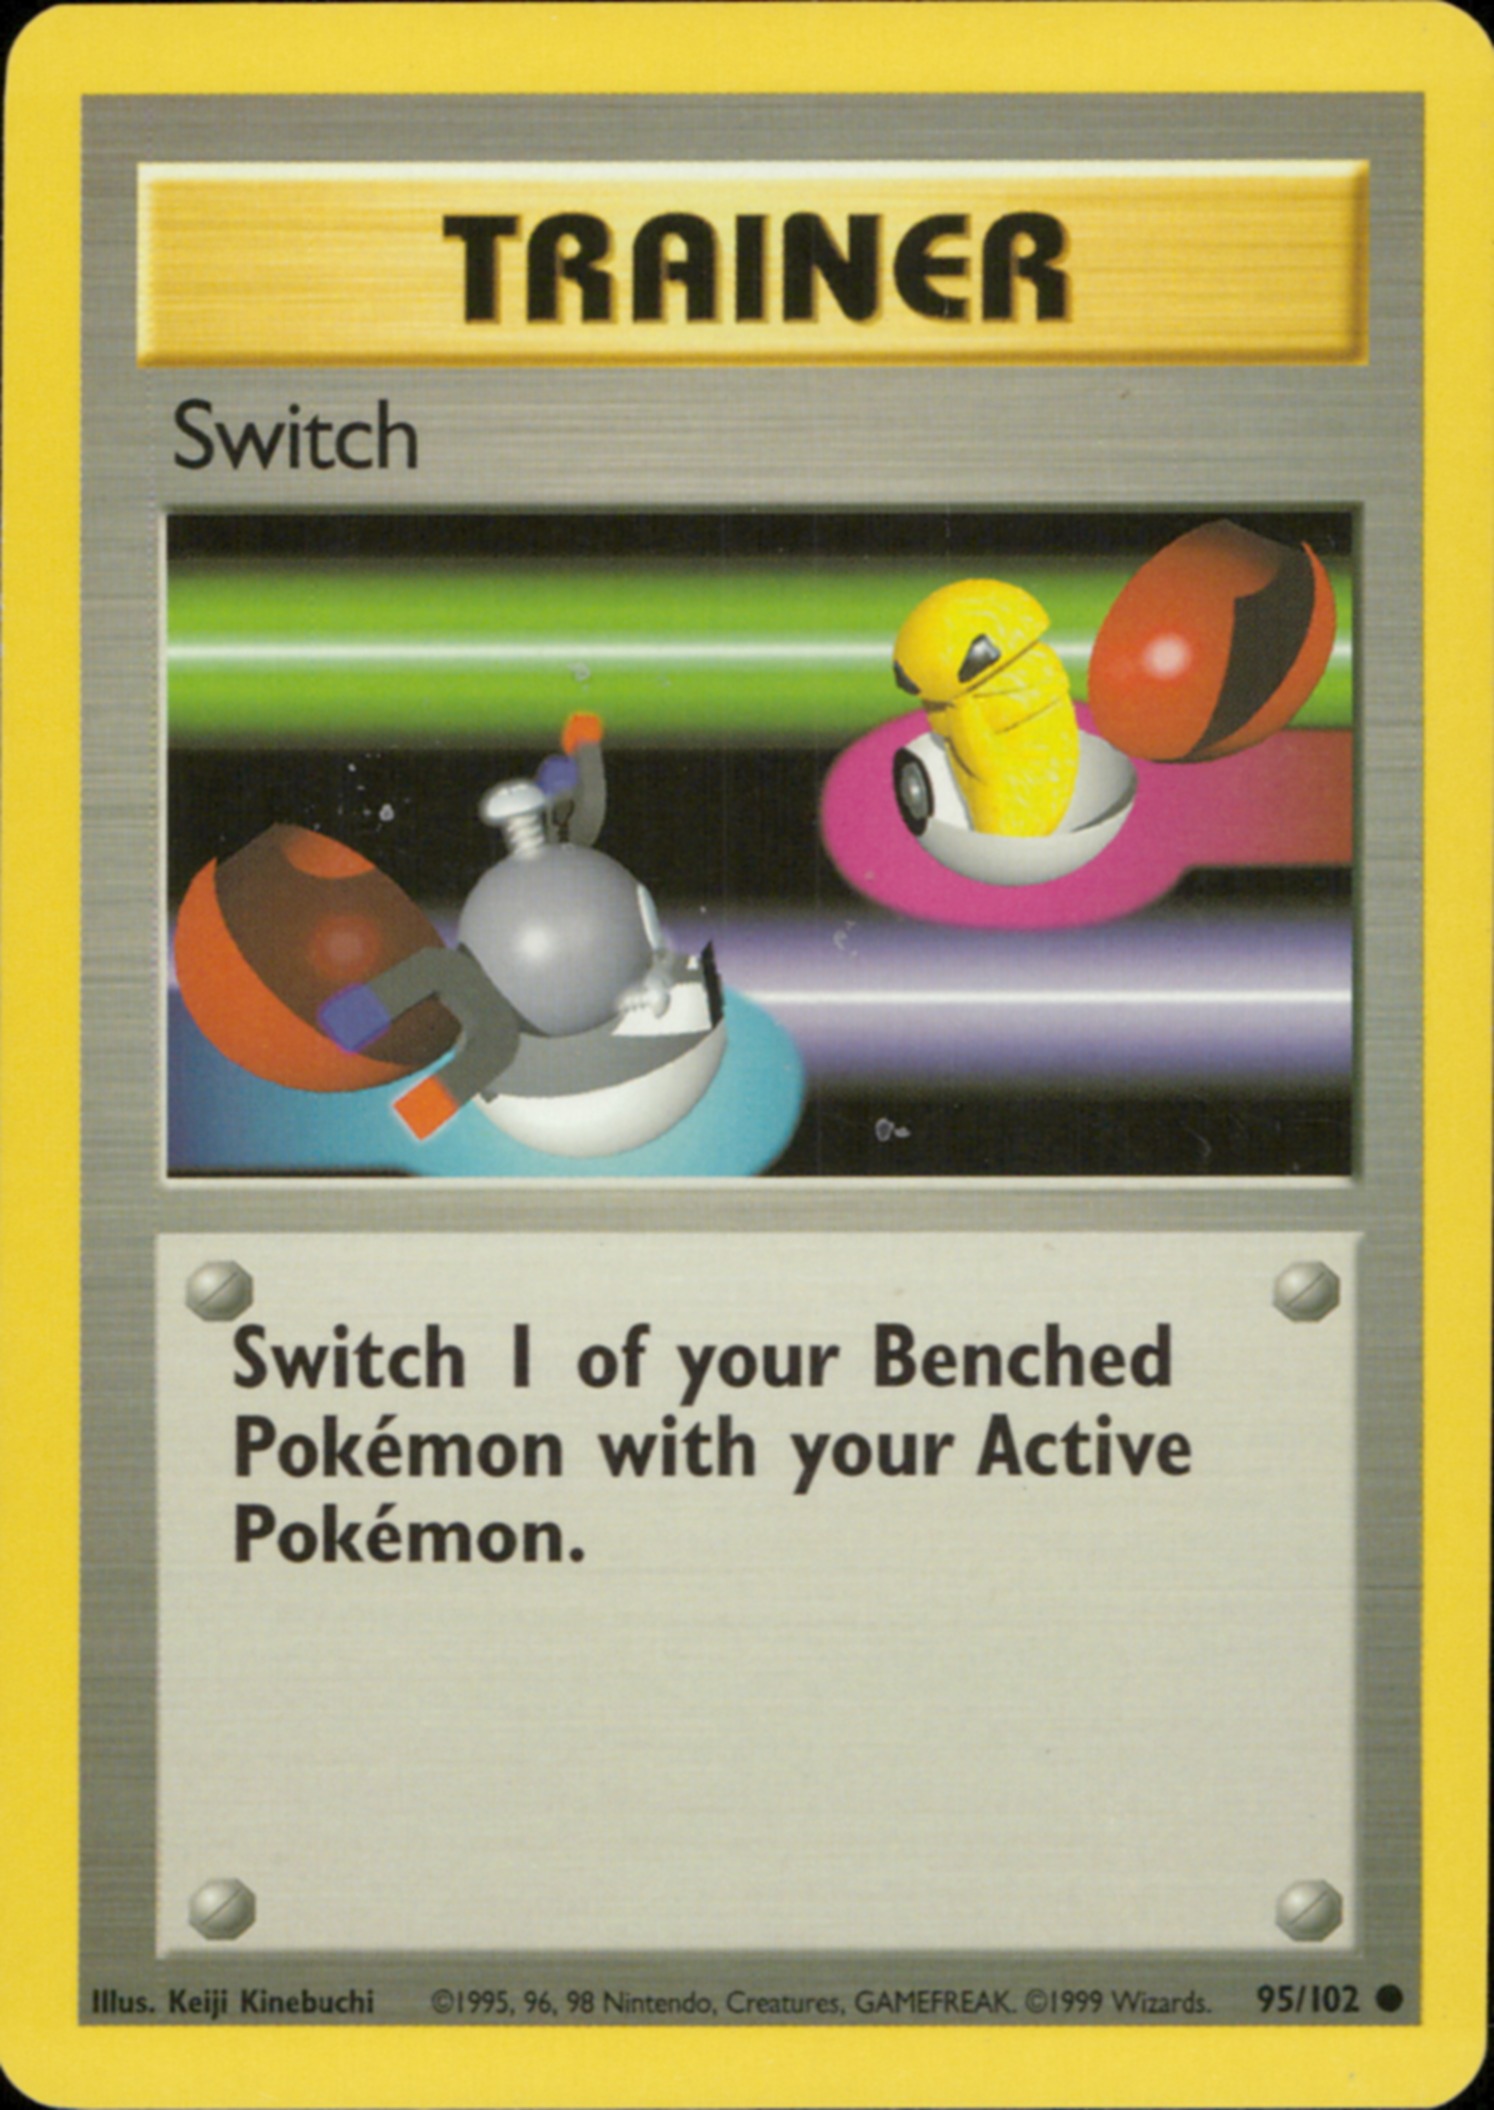 TRAINER
Switch
Switch 1 of your Benched
Pokémon with your Active
Pokémon.
Illus. Keiji Kinebuchi ©1995, 96, 98 Nintendo, Creatures, GAMEFREAK. ©1999 Wizards. 95/102 ●